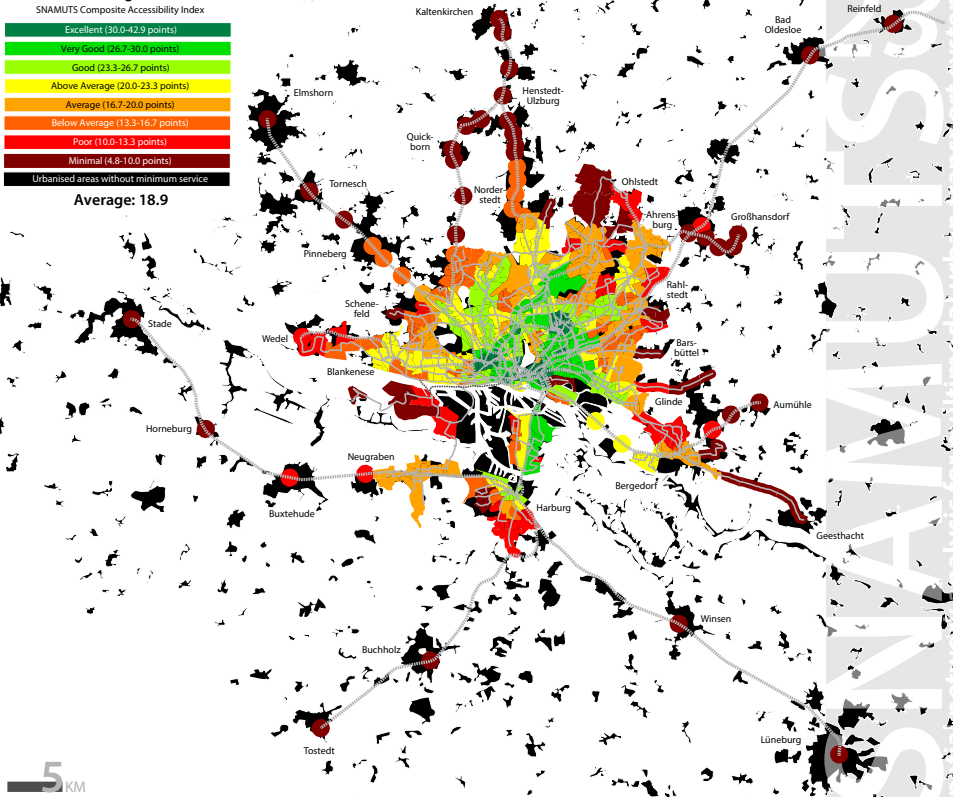 SNAMUTS Composite Accessibility Index
Excellent (30.0-42.9 points)
Very Good (26.7-30.0 points)
Good (23.3-26.7 points)
Above Average (20.0-23.3 points)
Average (16.7-20.0 points)
Below Average (13.3-16.7 points)
Poor (10.0-13.3 points)
Minimal (4.8-10.0 points)
Urbanised areas without minimum service
Average: 18.9
Kaltenkirchen
Reinfeld
Bad
Oldesloe
Elmshorn
Henstedt-
Ulzburg
Quick-
born
Tornesch
Norder
stedt
Ohlstedt
Ahrens-
burg
Großhansdorf
Pinneberg
Rahl-
stedt
Schene-
feld
Stade
Wedel
Bars-
büttel
Blankenese
Glinde
Aumühle
Horneburg
Neugraben
Bergedorf
Buxtehude
Harburg
Geesthacht
Winsen
Buchholz
Tostedt
Lüneburg
5 KM
SNAMUTS